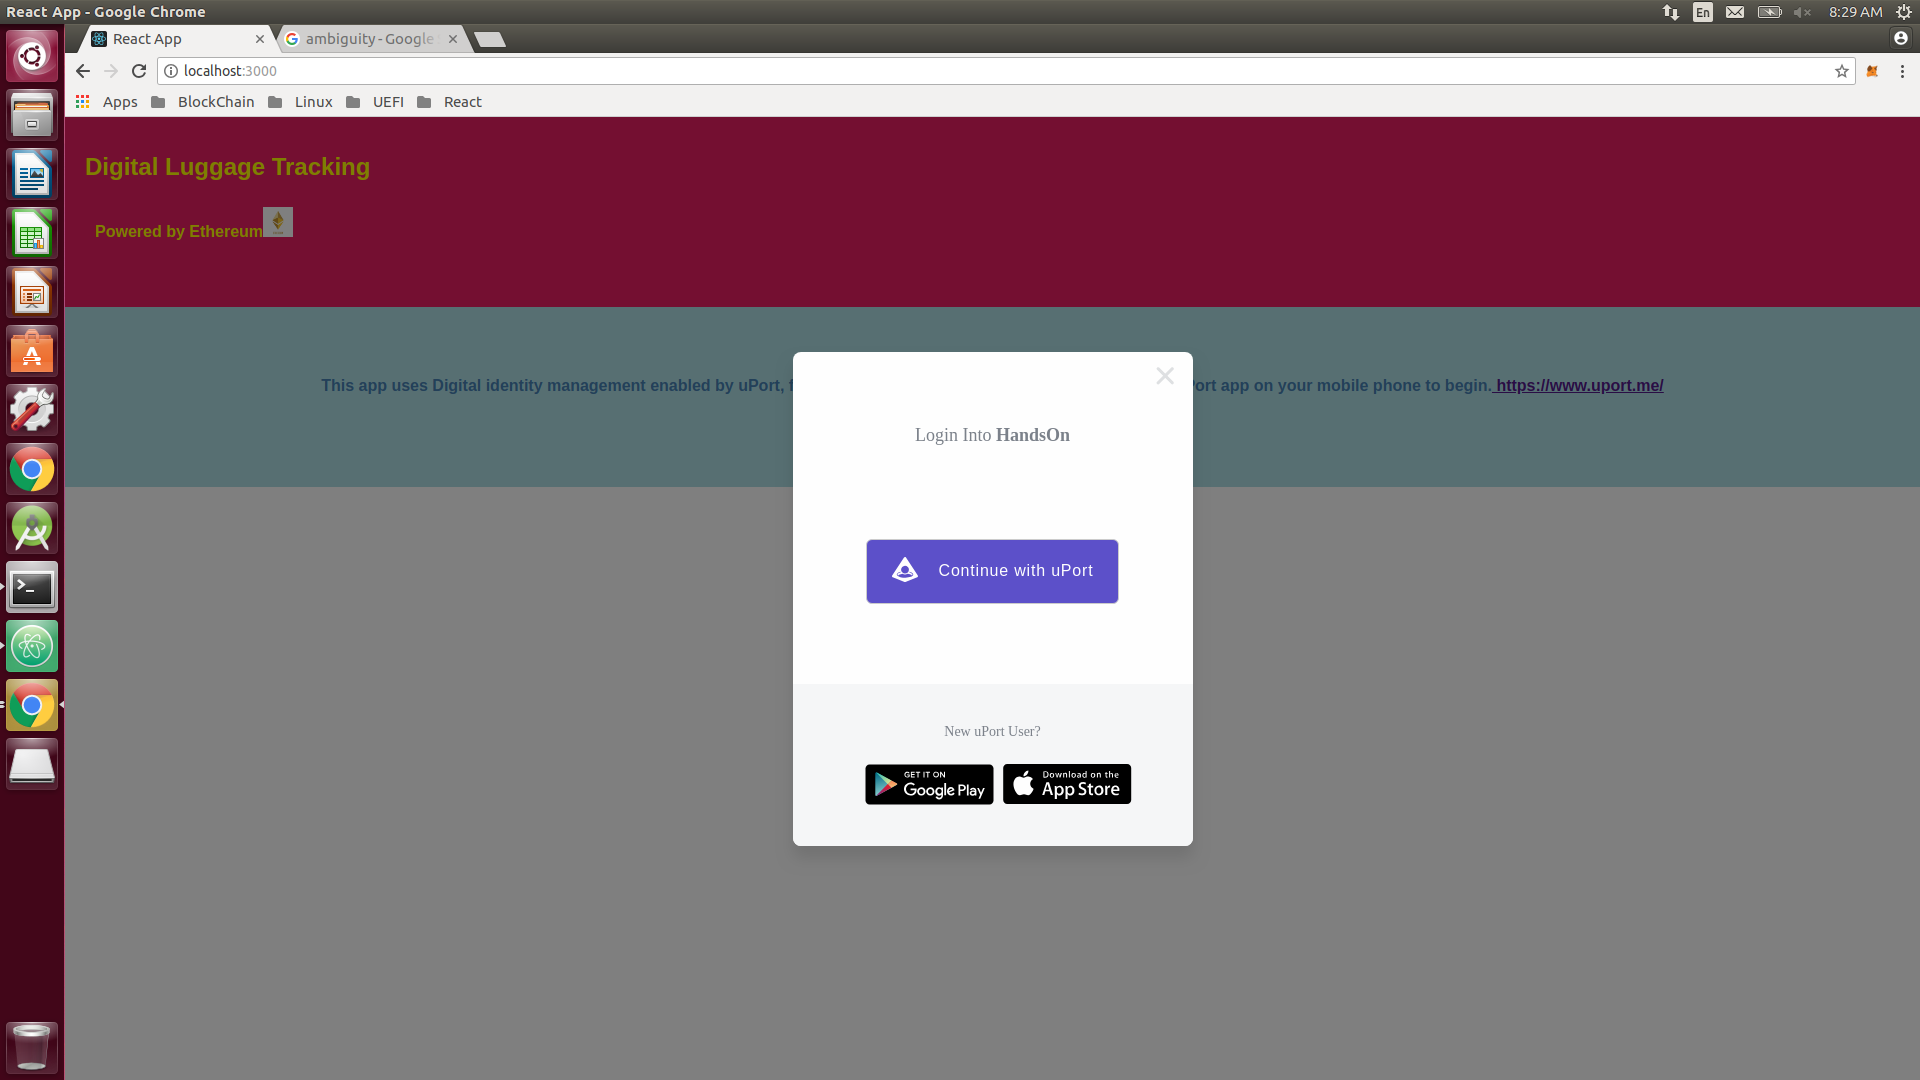 React App - Google Chrome
En
8:29 AM
React App
ambiguity - Google
localhost:3000
Apps
BlockChain
Linux
UEFI
React
Digital Luggage Tracking
Powered by Ethereum
This app uses Digital identity management enabled by uPort,
app on your mobile phone to begin. https://www.uport.me/
Login Into HandsOn
Continue with uPort
New uPort User?
GET IT ON
Google Play
Download on the
App Store